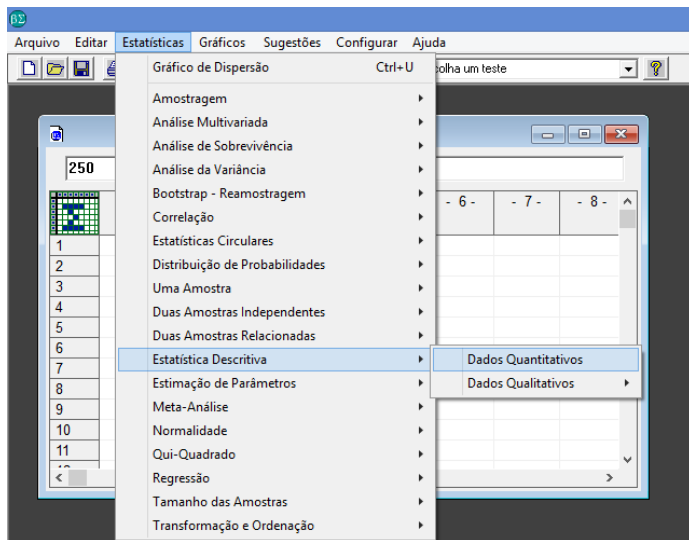 βΣ
Arquivo Editar Estatísticas Gráficos Sugestões Configurar Ajuda
Gráfico de Dispersão Ctrl+U
colha um teste
Amostragem
Análise Multivariada
Análise de Sobrevivência
Análise da Variância
Bootstrap - Reamostragem
Correlação
Estatísticas Circulares
Distribuição de Probabilidades
Uma Amostra
Duas Amostras Independentes
Duas Amostras Relacionadas
Estatística Descritiva
Estimação de Parâmetros
Meta-Análise
Normalidade
Qui-Quadrado
Regressão
Tamanho das Amostras
Transformação e Ordenação
Dados Quantitativos
Dados Qualitativos
250
Σ
- 6 - - 7 - - 8 -
1
2
3
4
5
6
7
8
9
10
11